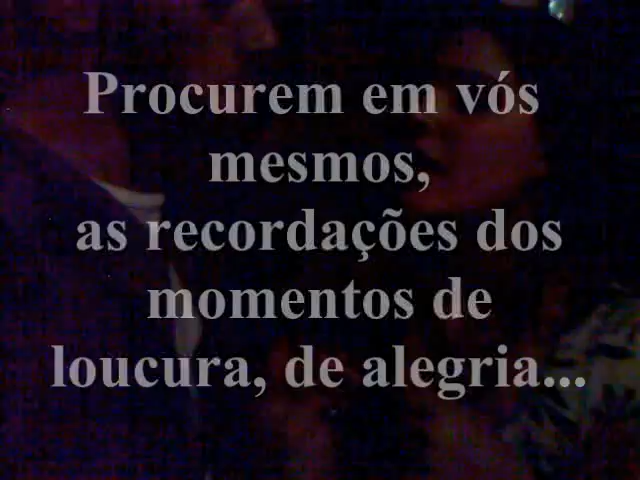 Procurem em vós
mesmos,
as recordações dos
momentos de
loucura, de alegria...